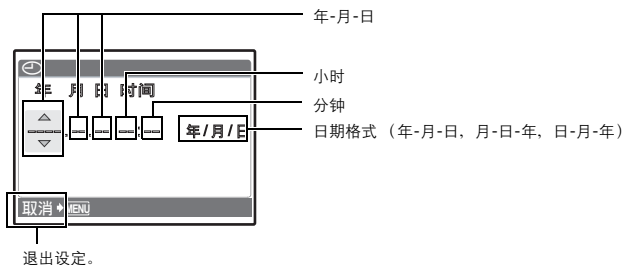 年-月-日
小时
分钟
日期格式（年-月-日，月-日-年，日-月-年）
年 月 日 时间
----.--.-- --:-- 年/月/日
取消 MENU
退出设定。